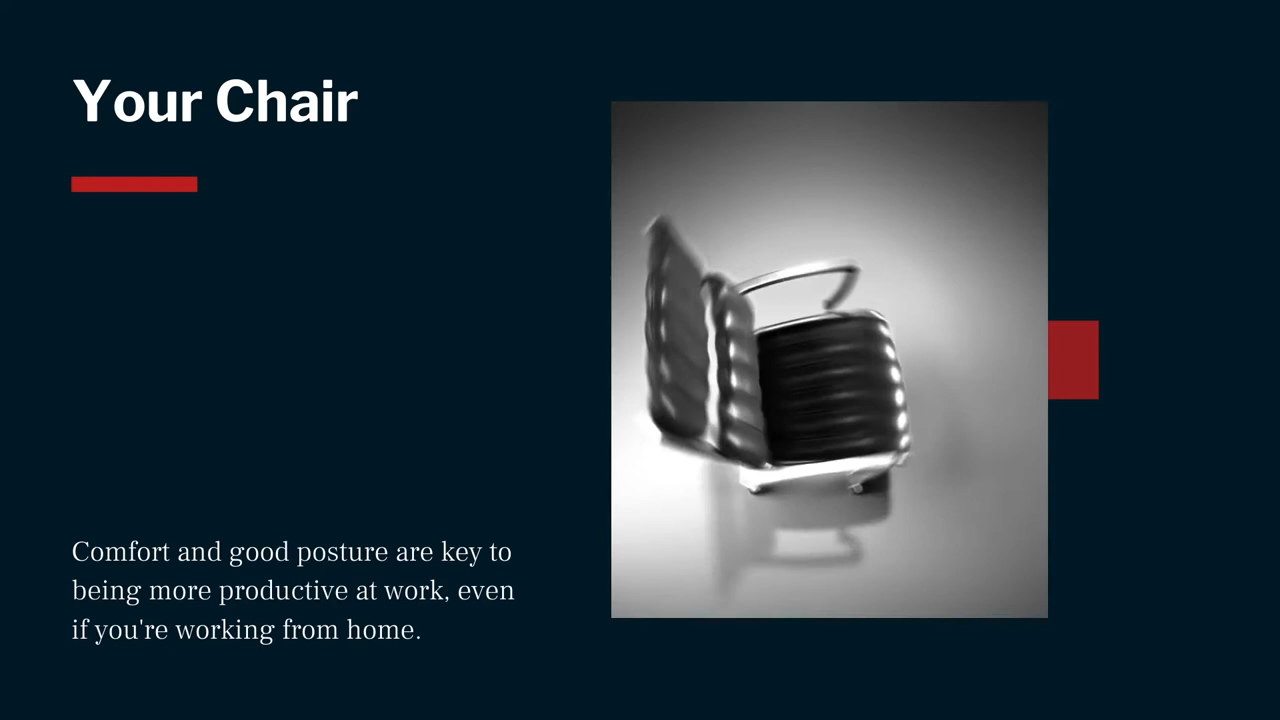 Your Chair
Comfort and good posture are key to
being more productive at work, even
if you're working from home.